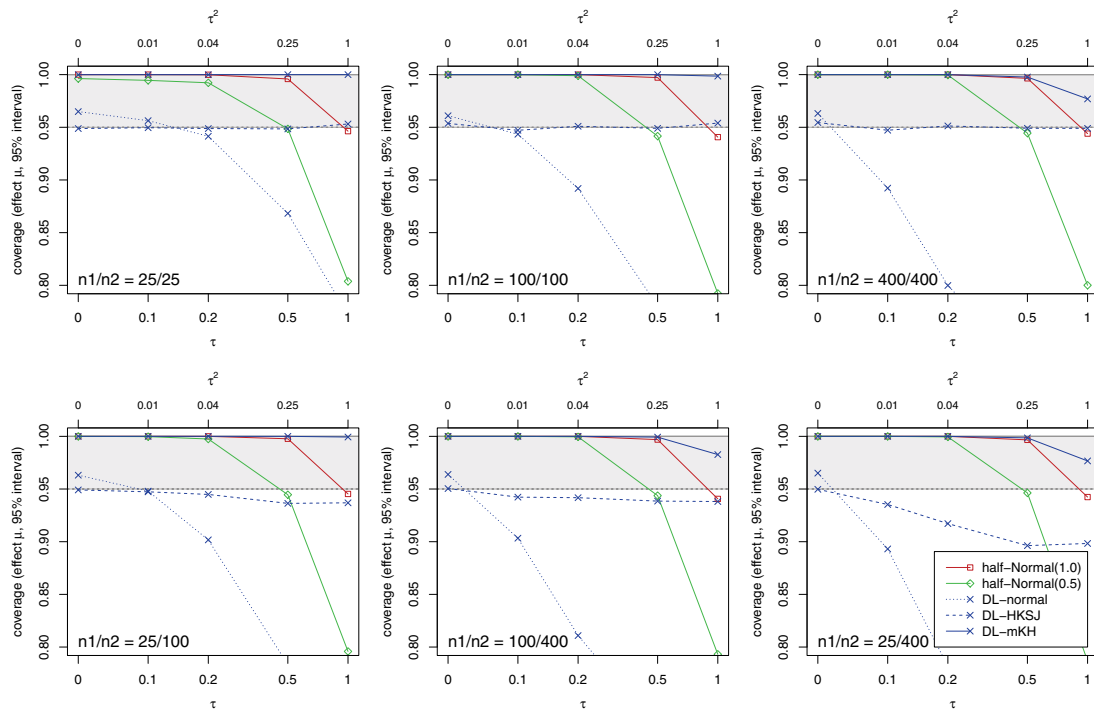 τ2
τ2
τ2
0 0.01 0.04 0.25 1
0 0.01 0.04 0.25 1
0 0.01 0.04 0.25 1
coverage (effect μ, 95% interval)
0.80 0.85 0.90 0.95 1.00
n1/n2 = 25/25
coverage (effect μ, 95% interval)
0.80 0.85 0.90 0.95 1.00
n1/n2 = 100/100
coverage (effect μ, 95% interval)
0.80 0.85 0.90 0.95 1.00
n1/n2 = 400/400
0 0.1 0.2 0.5 1
0 0.1 0.2 0.5 1
0 0.1 0.2 0.5 1
τ
τ
τ
τ2
τ2
τ2
0 0.01 0.04 0.25 1
0 0.01 0.04 0.25 1
0 0.01 0.04 0.25 1
coverage (effect μ, 95% interval)
0.80 0.85 0.90 0.95 1.00
n1/n2 = 25/100
coverage (effect μ, 95% interval)
0.80 0.85 0.90 0.95 1.00
n1/n2 = 100/400
coverage (effect μ, 95% interval)
0.80 0.85 0.90 0.95 1.00
n1/n2 = 25/400
half−Normal(1.0)
half−Normal(0.5)
DL−normal
DL−HKSJ
DL−mKH
0 0.1 0.2 0.5 1
0 0.1 0.2 0.5 1
0 0.1 0.2 0.5 1
τ
τ
τ